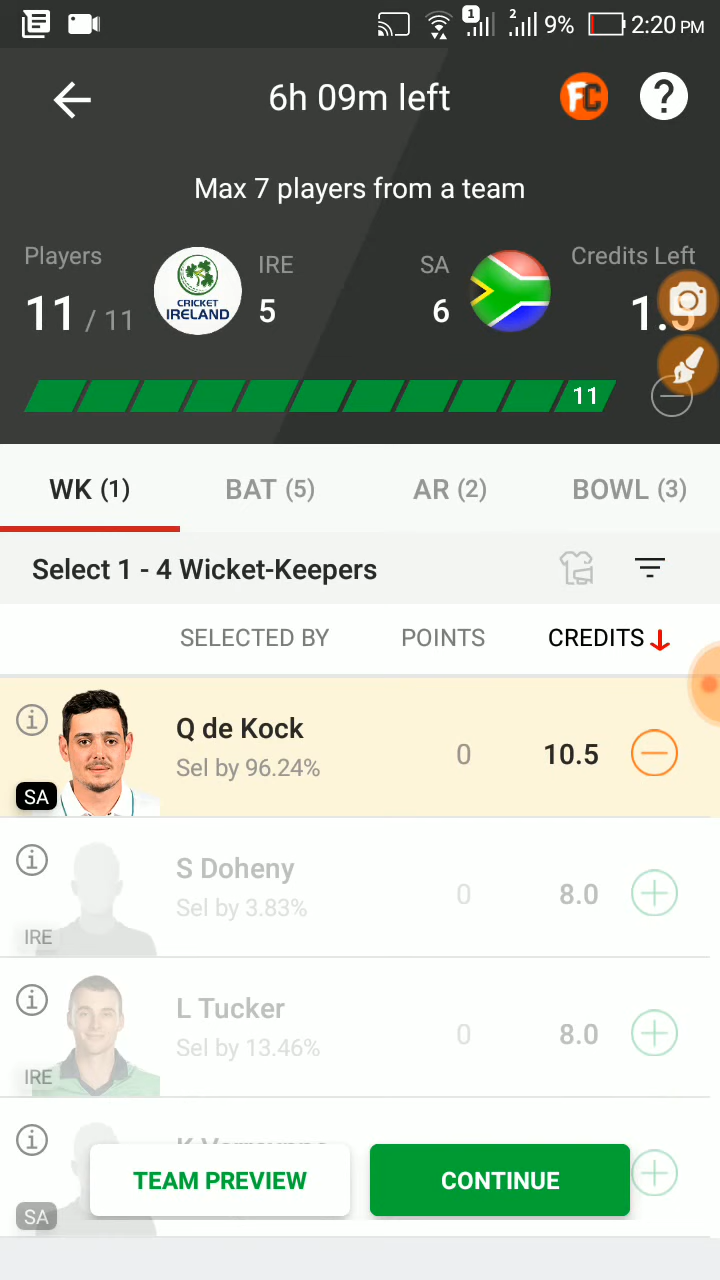 1 2 9% 2:20 PM
6h 09m left FC ?
Max 7 players from a team
Players IRE SA Credits Left
11 / 11 CRICKET IRELAND 5 6
11
WK (1) BAT (5) AR (2) BOWL (3)
Select 1 - 4 Wicket-Keepers
SELECTED BY POINTS CREDITS
Q de Kock
Sel by 96.24% 0 10.5
SA
S Doheny
Sel by 3.83% 0 8.0
IRE
L Tucker
Sel by 13.46% 0 8.0
IRE
TEAM PREVIEW CONTINUE
SA